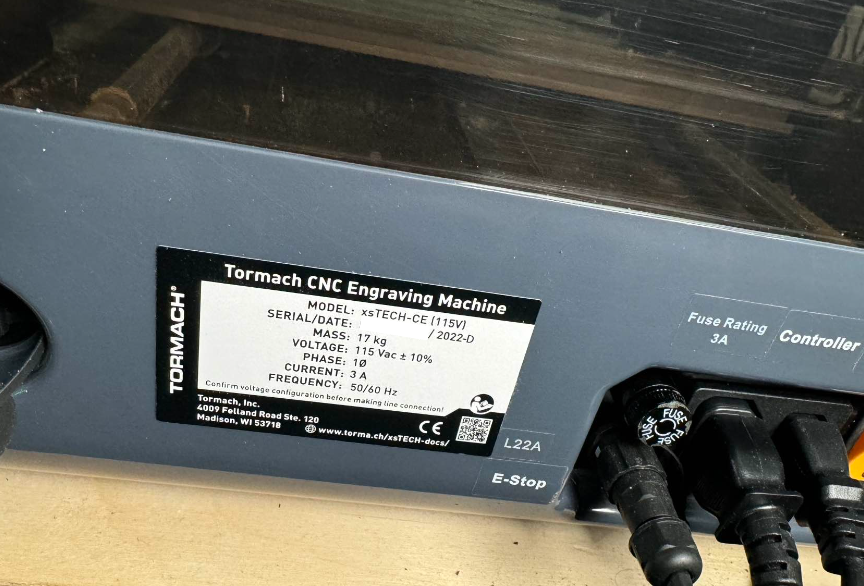 Tormach CNC Engraving Machine
TORMACH®
MODEL: xsTECH-CE (115V)
SERIAL/DATE: / 2022-D
MASS: 17 kg
VOLTAGE: 115 Vac ± 10%
PHASE: 1Ø
CURRENT: 3 A
FREQUENCY: 50/60 Hz
Confirm voltage configuration before making line connection!
Tormach, Inc.
4009 Felland Road Ste. 120
Madison, WI 53718
www.torma.ch/xsTECH-docs/
CE
L22A
E-Stop
Fuse Rating
3A
Controller
FUSE
FUSE
FUSE